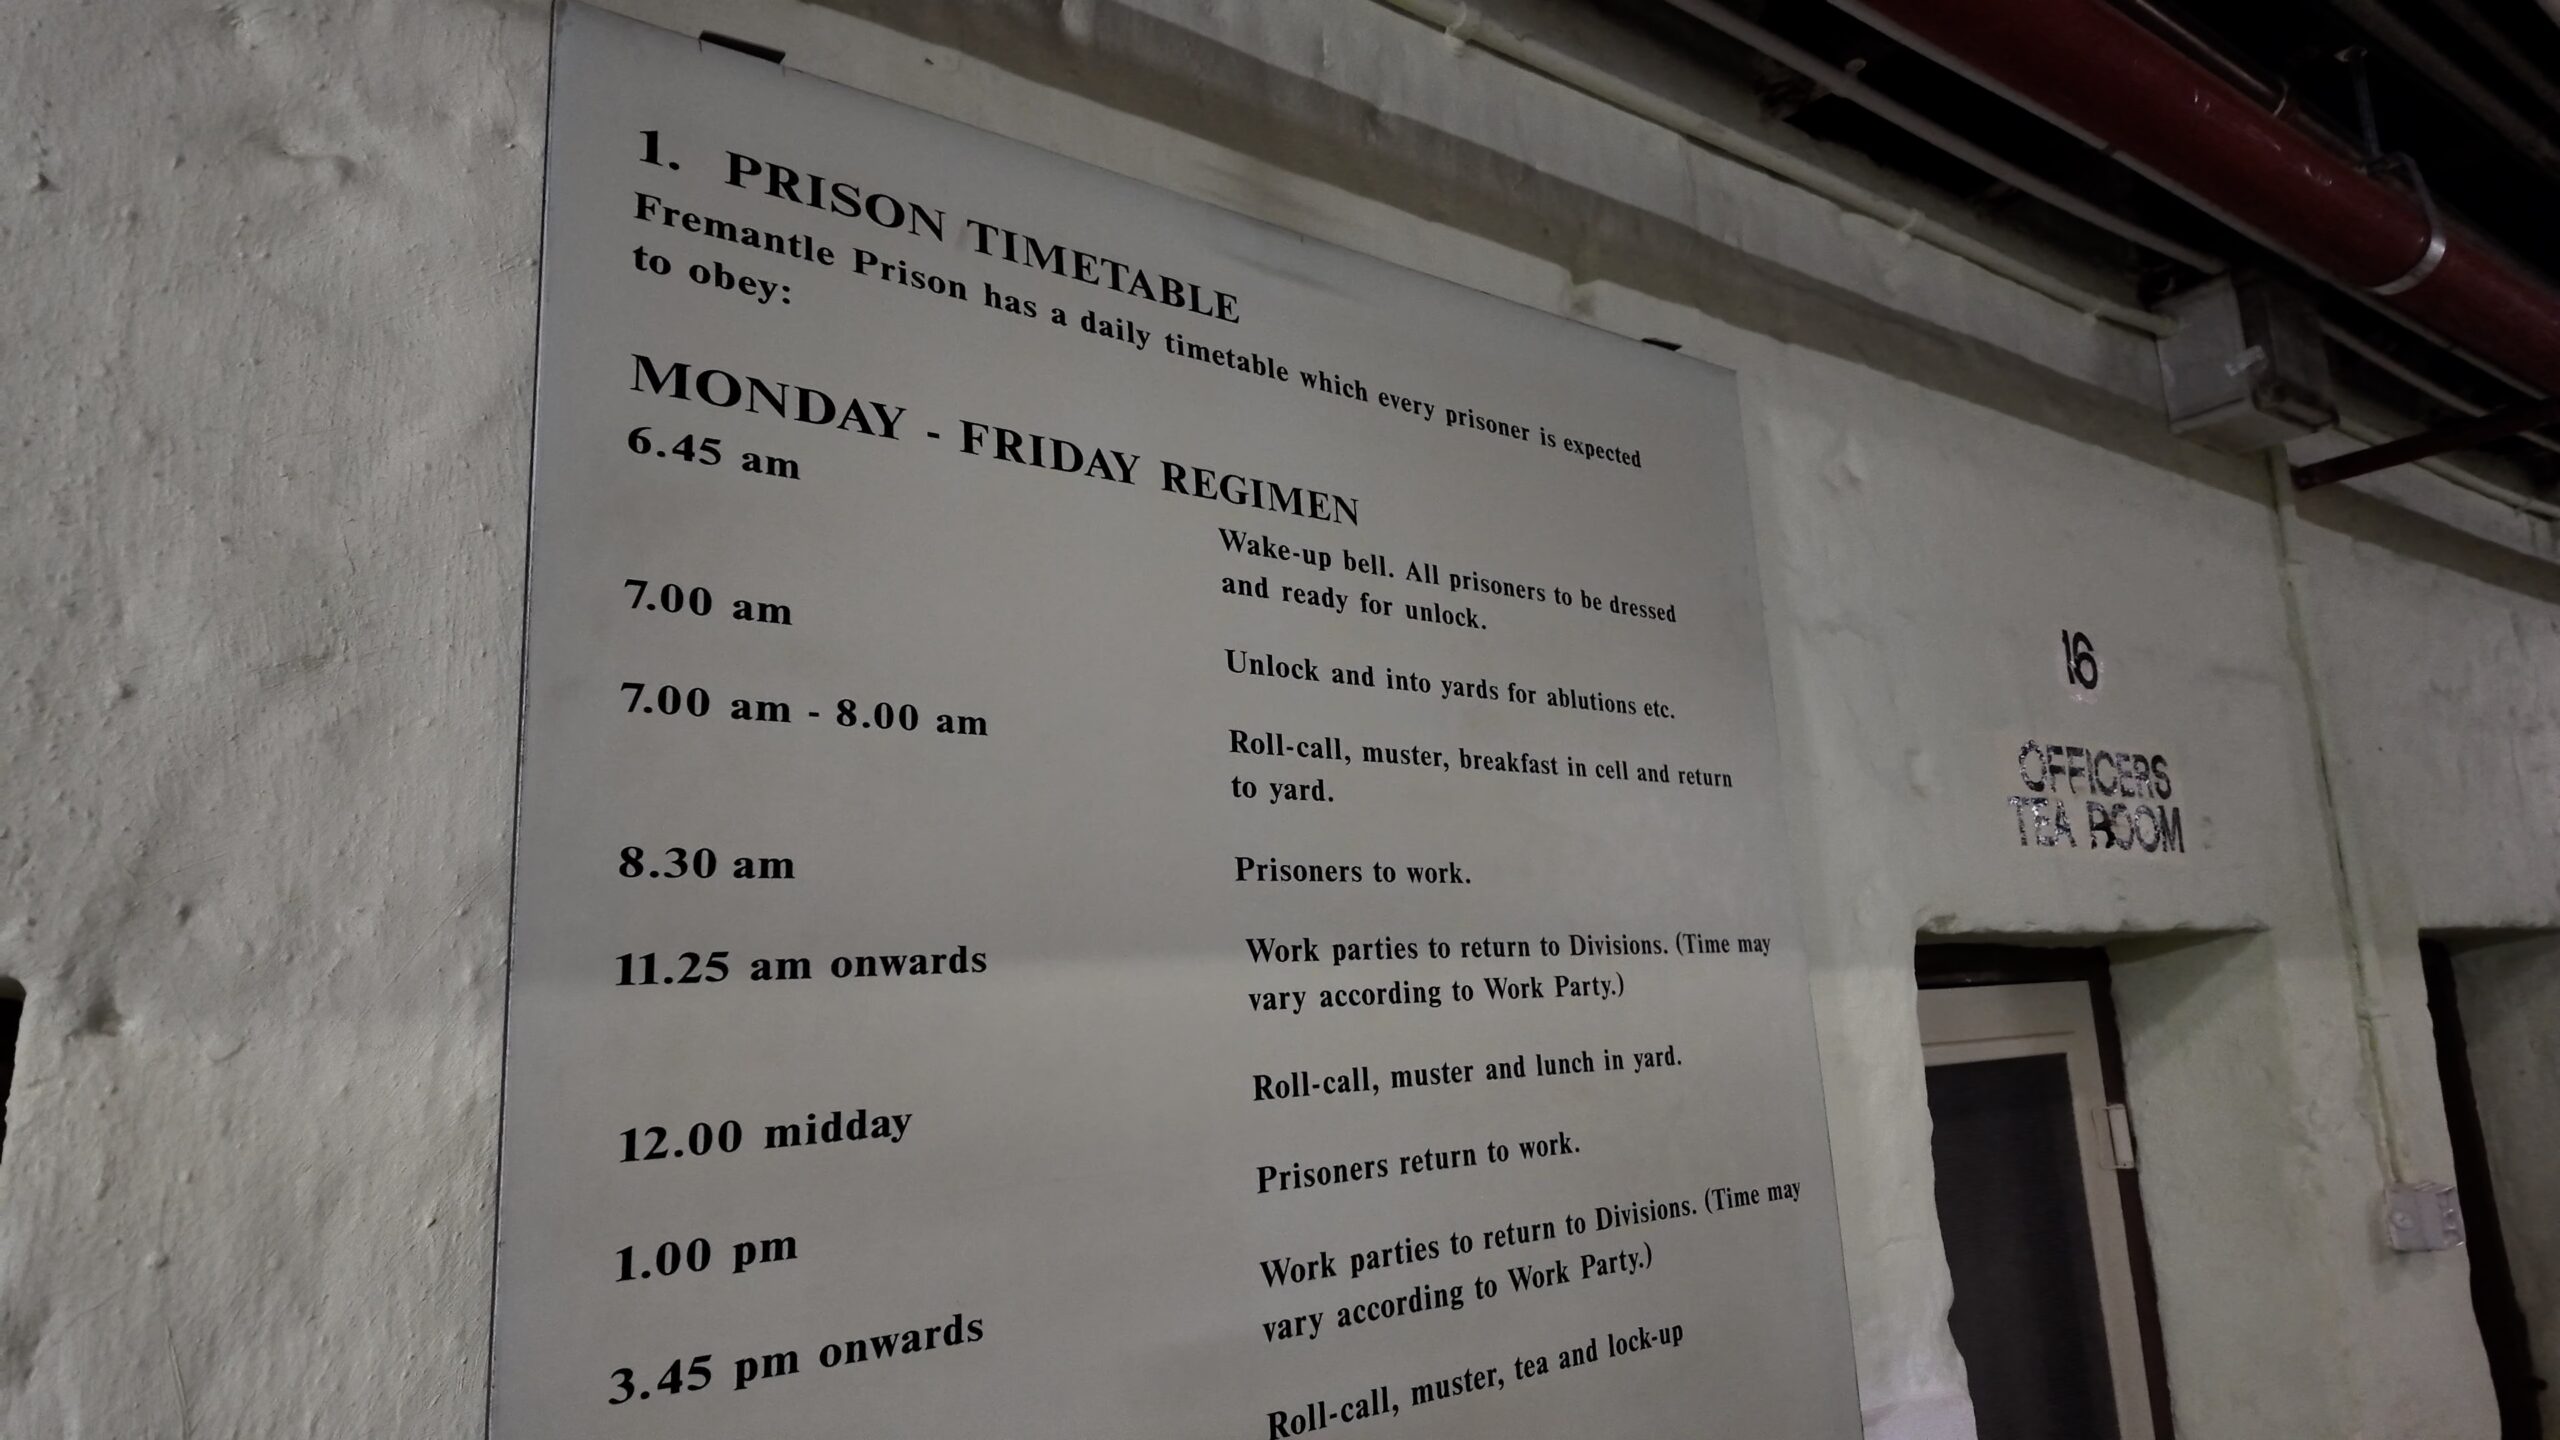 1. PRISON TIMETABLE
Fremantle Prison has a daily timetable which every prisoner is expected
to obey:
MONDAY - FRIDAY REGIMEN
6.45 am
Wake-up bell. All prisoners to be dressed
and ready for unlock.
7.00 am
Unlock and into yards for ablutions etc.
7.00 am - 8.00 am
Roll-call, muster, breakfast in cell and return
to yard.
8.30 am
Prisoners to work.
11.25 am onwards
Work parties to return to Divisions. (Time may
vary according to Work Party.)
12.00 midday
Roll-call, muster and lunch in yard.
1.00 pm
Prisoners return to work.
3.45 pm onwards
Work parties to return to Divisions. (Time may
vary according to Work Party.)
Roll-call, muster, tea and lock-up
16
OFFICERS
TEA ROOM